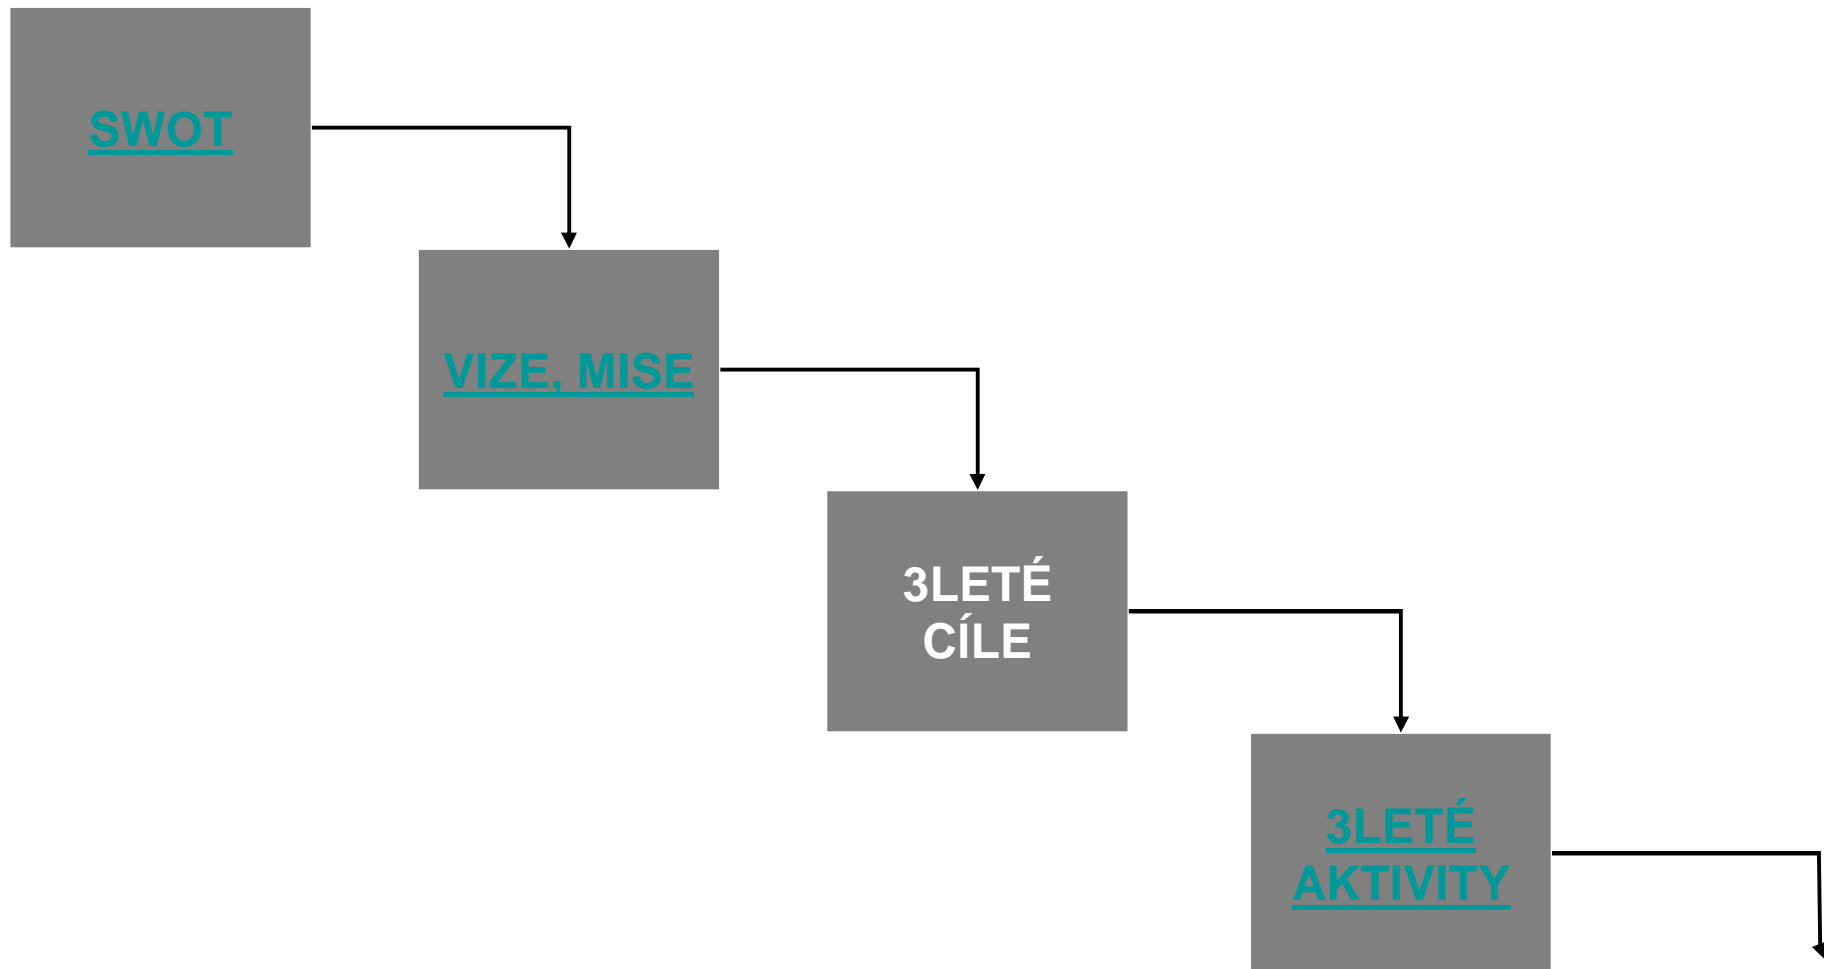 SWOT
VIZE, MISE
3LETÉ
CÍLE
3LETÉ
AKTIVITY